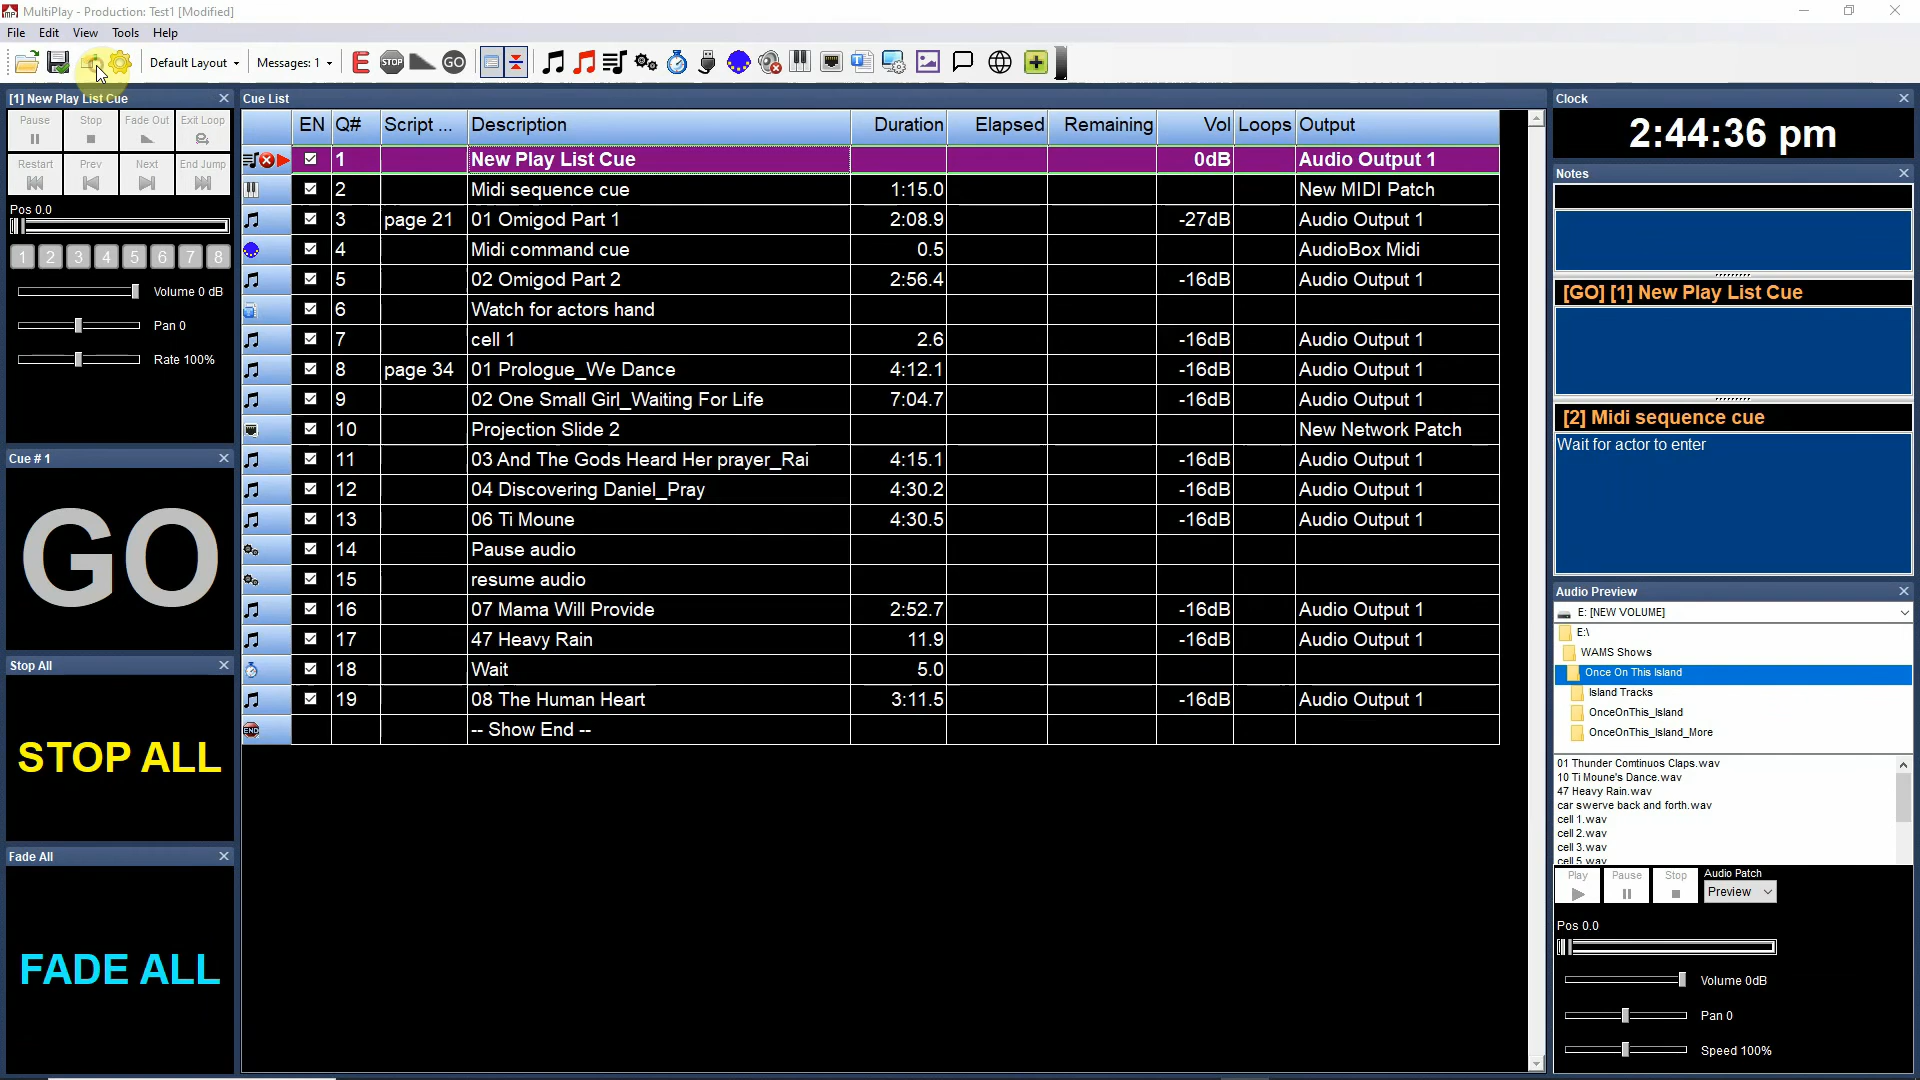 MultiPlay - Production: Test1 [Modified]
File Edit View Tools Help
Default Layout Messages: 1 E STOP GO
[1] New Play List Cue
Pause Stop Fade Out Exit Loop
Restart Prev Next End Jump
Pos 0.0
1 2 3 4 5 6 7 8
Volume 0 dB
Pan 0
Rate 100%
Cue # 1
GO
Stop All
STOP ALL
Fade All
FADE ALL
Cue List
EN Q# Script ... Description Duration Elapsed Remaining Vol Loops Output
1 New Play List Cue 0dB Audio Output 1
2 Midi sequence cue 1:15.0 New MIDI Patch
3 page 21 01 Omigod Part 1 2:08.9 -27dB Audio Output 1
4 Midi command cue 0.5 AudioBox Midi
5 02 Omigod Part 2 2:56.4 -16dB Audio Output 1
6 Watch for actors hand
7 cell 1 2.6 -16dB Audio Output 1
8 page 34 01 Prologue_We Dance 4:12.1 -16dB Audio Output 1
9 02 One Small Girl_Waiting For Life 7:04.7 -16dB Audio Output 1
10 Projection Slide 2 New Network Patch
11 03 And The Gods Heard Her prayer_Rai 4:15.1 -16dB Audio Output 1
12 04 Discovering Daniel_Pray 4:30.2 -16dB Audio Output 1
13 06 Ti Moune 4:30.5 -16dB Audio Output 1
14 Pause audio
15 resume audio
16 07 Mama Will Provide 2:52.7 -16dB Audio Output 1
17 47 Heavy Rain 11.9 -16dB Audio Output 1
18 Wait 5.0
19 08 The Human Heart 3:11.5 -16dB Audio Output 1
END -- Show End --
Clock
2:44:36 pm
Notes
[GO] [1] New Play List Cue
[2] Midi sequence cue
Wait for actor to enter
Audio Preview
E: [NEW VOLUME]
E:\
WAMS Shows
Once On This Island
Island Tracks
OnceOnThis_Island
OnceOnThis_Island_More
01 Thunder Comtinuos Claps.wav
10 Ti Moune's Dance.wav
47 Heavy Rain.wav
car swerve back and forth.wav
cell 1.wav
cell 2.wav
cell 3.wav
cell 5.wav
Play Pause Stop Audio Patch
Preview
Pos 0.0
Volume 0dB
Pan 0
Speed 100%